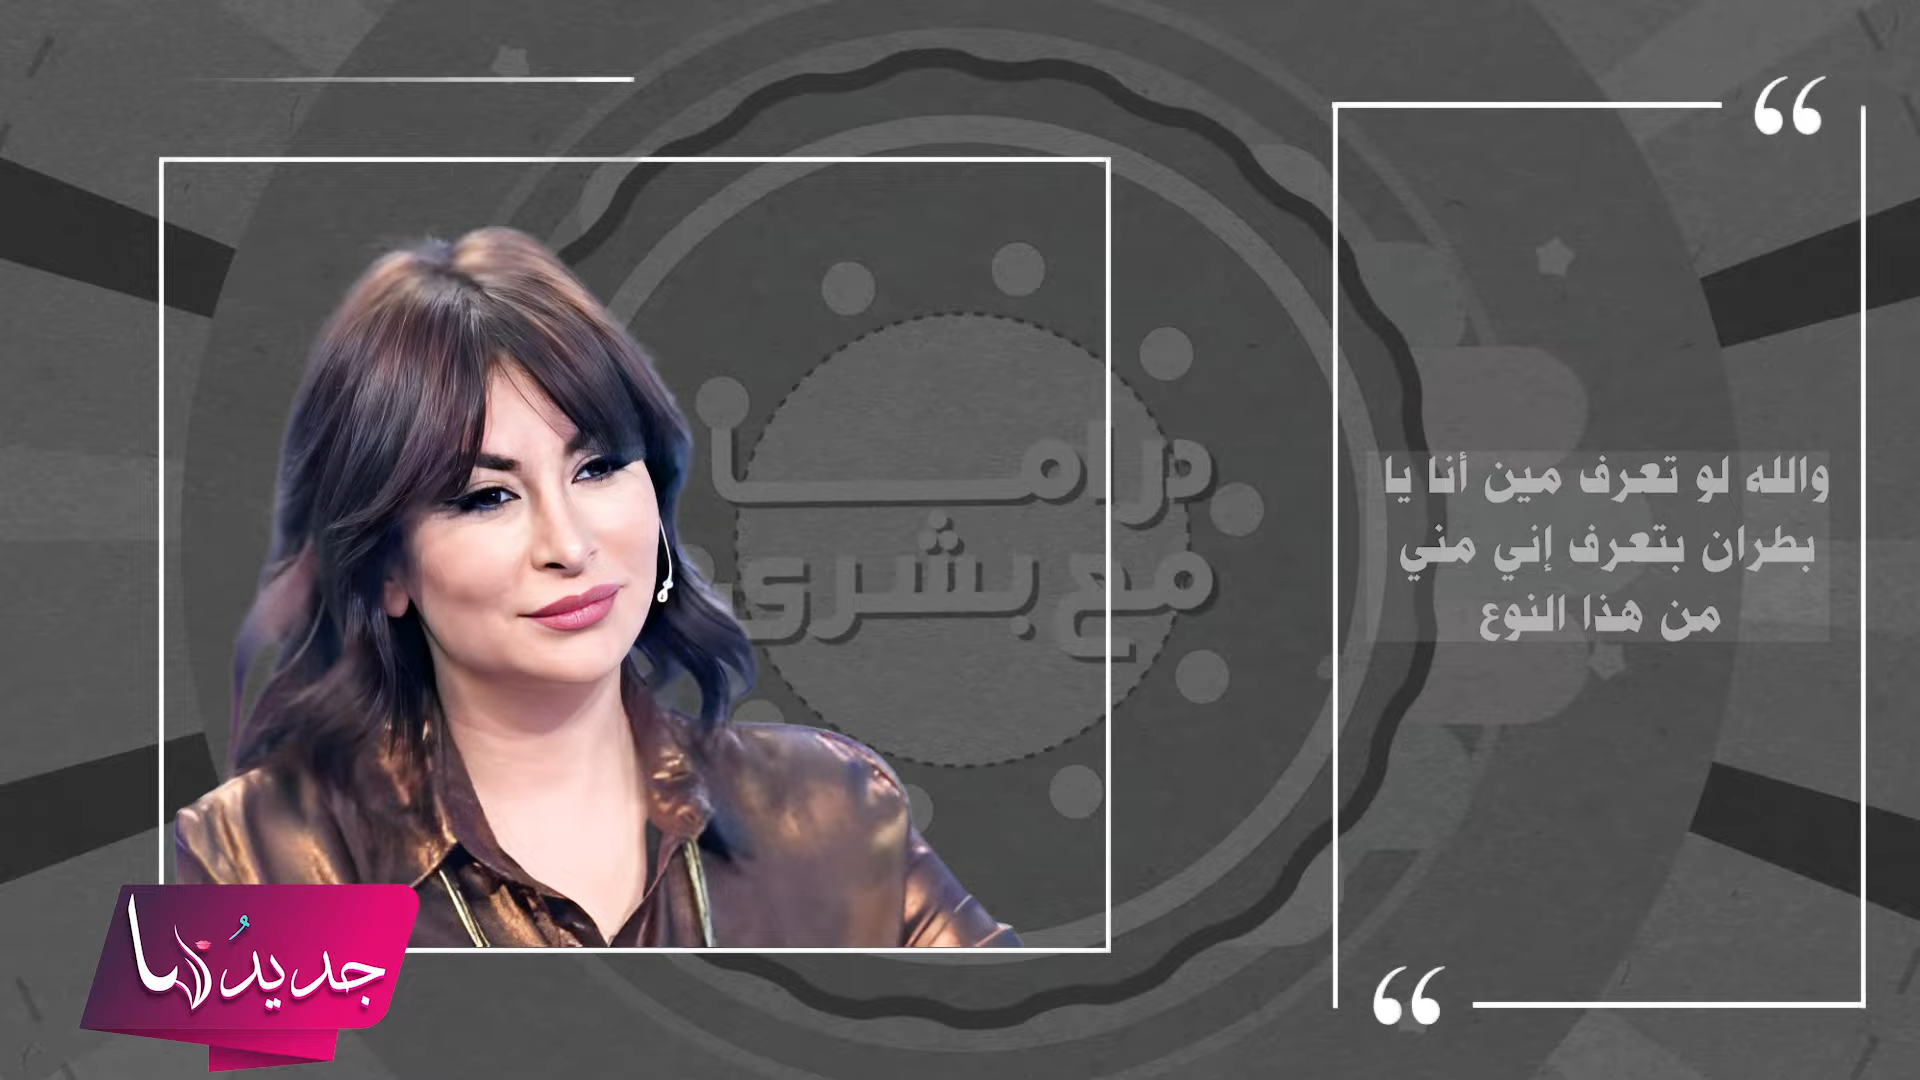 والله لو تعرف مين أنا يا
بطران بتعرف إني مني
من هذا النوع
دراما
مع بشرى
جديدُها